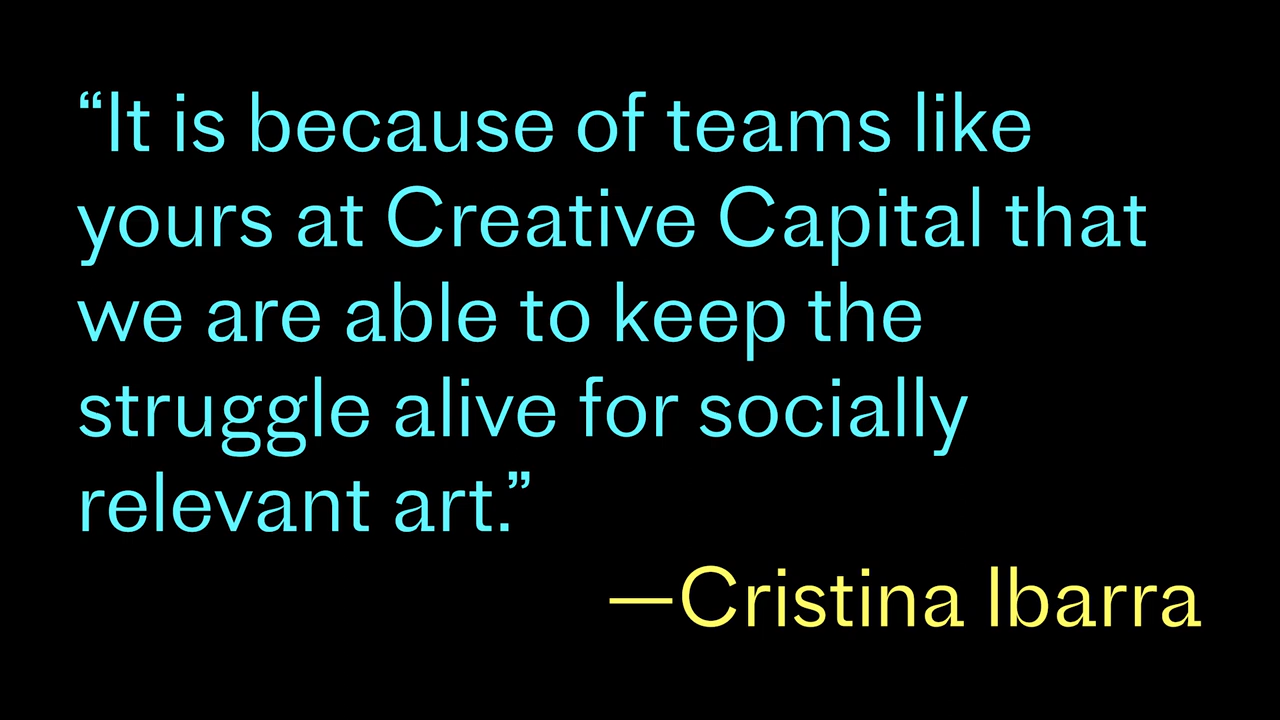 “It is because of teams like
yours at Creative Capital that
we are able to keep the
struggle alive for socially
relevant art.”
—Cristina Ibarra